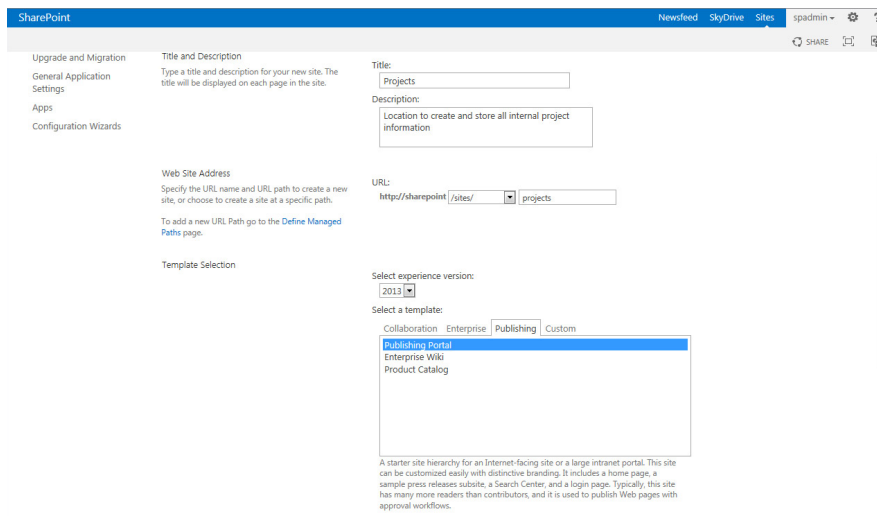 SharePoint
Newsfeed SkyDrive Sites spadmin ?
SHARE
Upgrade and Migration
General Application
Settings
Apps
Configuration Wizards
Title and Description
Type a title and description for your new site. The
title will be displayed on each page in the site.
Title:
Projects
Description:
Location to create and store all internal project
information
Web Site Address
Specify the URL name and URL path to create a new
site, or choose to create a site at a specific path.
To add a new URL Path go to the Define Managed
Paths page.
URL:
http://sharepoint /sites/ projects
Template Selection
Select experience version:
2013
Select a template:
Collaboration Enterprise Publishing Custom
Publishing Portal
Enterprise Wiki
Product Catalog
A starter site hierarchy for an Internet-facing site or a large intranet portal. This site
can be customized easily with distinctive branding. It includes a home page, a
sample press releases subsite, a Search Center, and a login page. Typically, this site
has many more readers than contributors, and it is used to publish Web pages with
approval workflows.